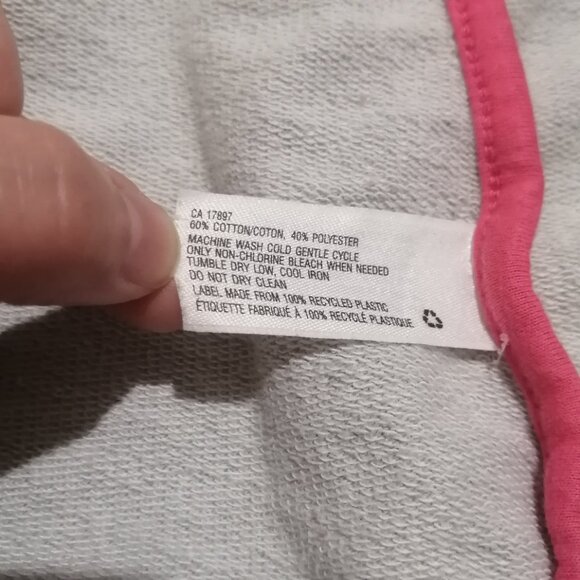 CA 17897
60% COTTON/COTON, 40% POLYESTER
MACHINE WASH COLD GENTLE CYCLE
ONLY NON-CHLORINE BLEACH WHEN NEEDED
TUMBLE DRY LOW, COOL IRON
DO NOT DRY CLEAN
LABEL MADE FROM 100% RECYCLED PLASTIC
ÉTIQUETTE FABRIQUÉ À 100% RECYCLÉ PLASTIQUE